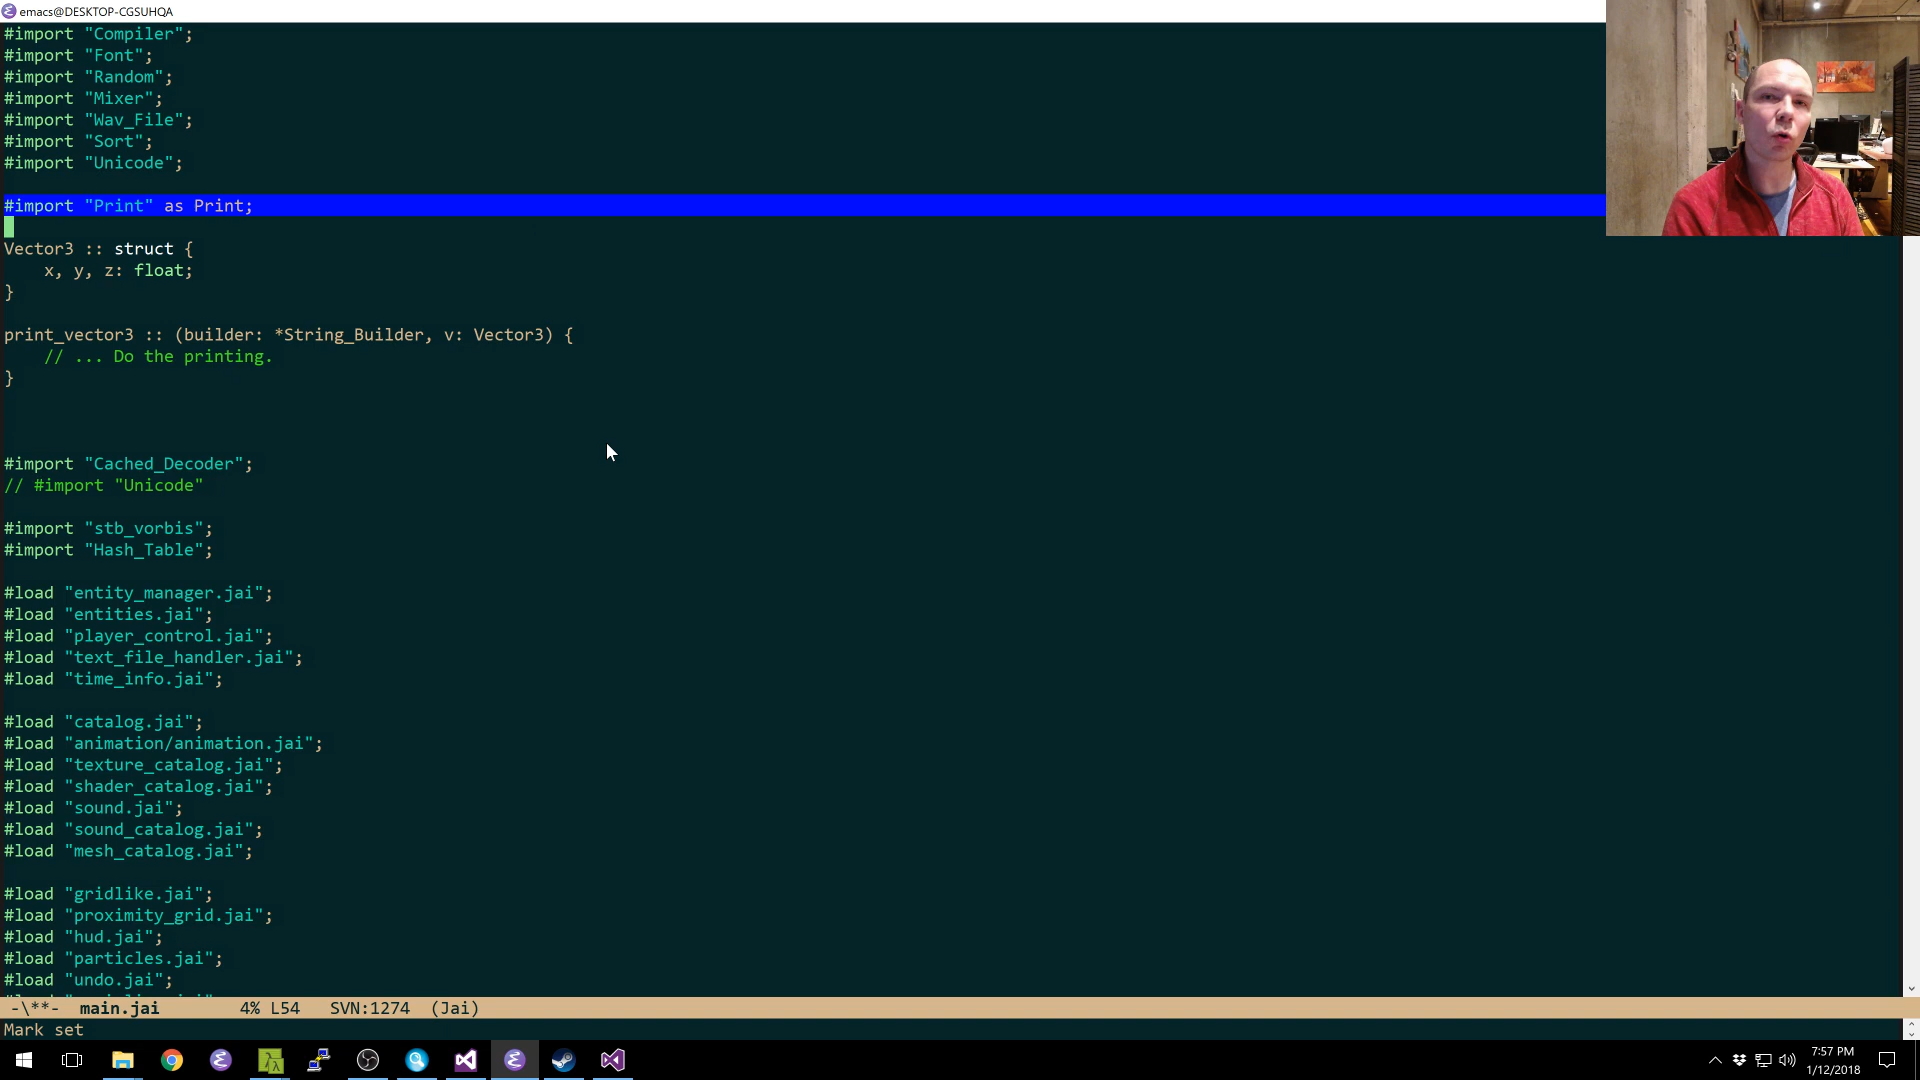 emacs@DESKTOP-CGSUHQA
#import "Compiler";
#import "Font";
#import "Random";
#import "Mixer";
#import "Wav_File";
#import "Sort";
#import "Unicode";
#import "Print" as Print;
Vector3 :: struct {
x, y, z: float;
}
print_vector3 :: (builder: *String_Builder, v: Vector3) {
// ... Do the printing.
}
#import "Cached_Decoder";
// #import "Unicode"
#import "stb_vorbis";
#import "Hash_Table";
#load "entity_manager.jai";
#load "entities.jai";
#load "player_control.jai";
#load "text_file_handler.jai";
#load "time_info.jai";
#load "catalog.jai";
#load "animation/animation.jai";
#load "texture_catalog.jai";
#load "shader_catalog.jai";
#load "sound.jai";
#load "sound_catalog.jai";
#load "mesh_catalog.jai";
#load "gridlike.jai";
#load "proximity_grid.jai";
#load "hud.jai";
#load "particles.jai";
#load "undo.jai";
-\**- main.jai 4% L54 SVN:1274 (Jai)
Mark set
7:57 PM
1/12/2018